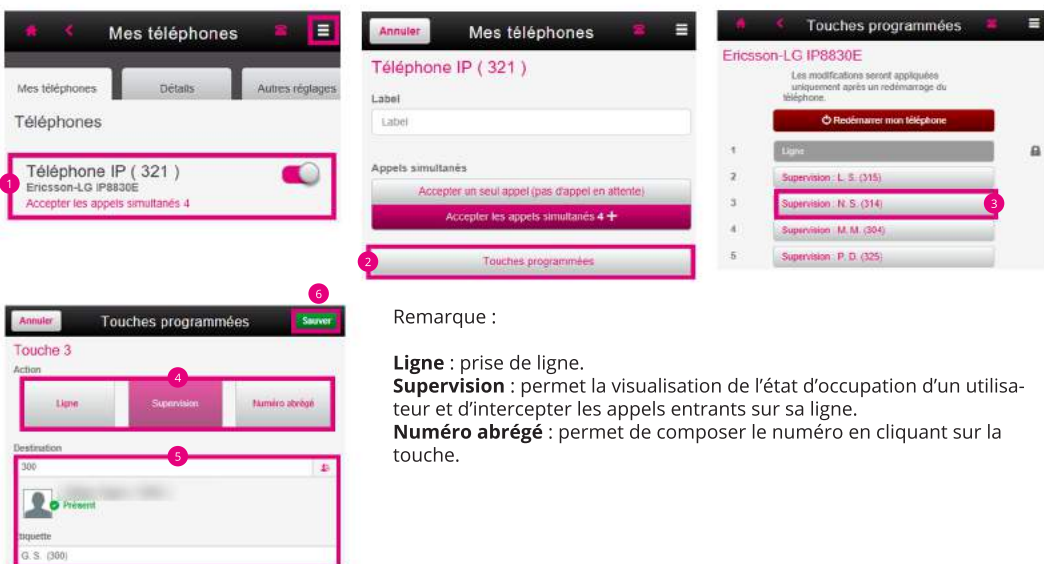 Mes téléphones
Mes téléphones
Détails
Autres réglages
Téléphones
1
Téléphone IP ( 321 )
Ericsson-LG IP8830E
Accepter les appels simultanés 4
Annuler
Mes téléphones
Téléphone IP ( 321 )
Label
Label
Appels simultanés
Accepter un seul appel (pas d'appel en attente)
Accepter les appels simultanés 4 +
2
Touches programmées
Touches programmées
Ericsson-LG IP8830E
Les modifications seront appliquées
uniquement après un redémarrage du
téléphone.
Redémarrer mon téléphone
1 Ligne
2 Supervision : L. S. (315)
3 Supervision : N. S. (314) 3
4 Supervision : M. M. (304)
5 Supervision : P. D. (325)
6
Annuler
Touches programmées
Sauver
Touche 3
Action
4
Ligne
Supervision
Numéro abrégé
Destination
5
300
Présent
tiquette
G. S. (300)
Remarque :
Ligne : prise de ligne.
Supervision : permet la visualisation de l'état d'occupation d'un utilisa-
teur et d'intercepter les appels entrants sur sa ligne.
Numéro abrégé : permet de composer le numéro en cliquant sur la
touche.